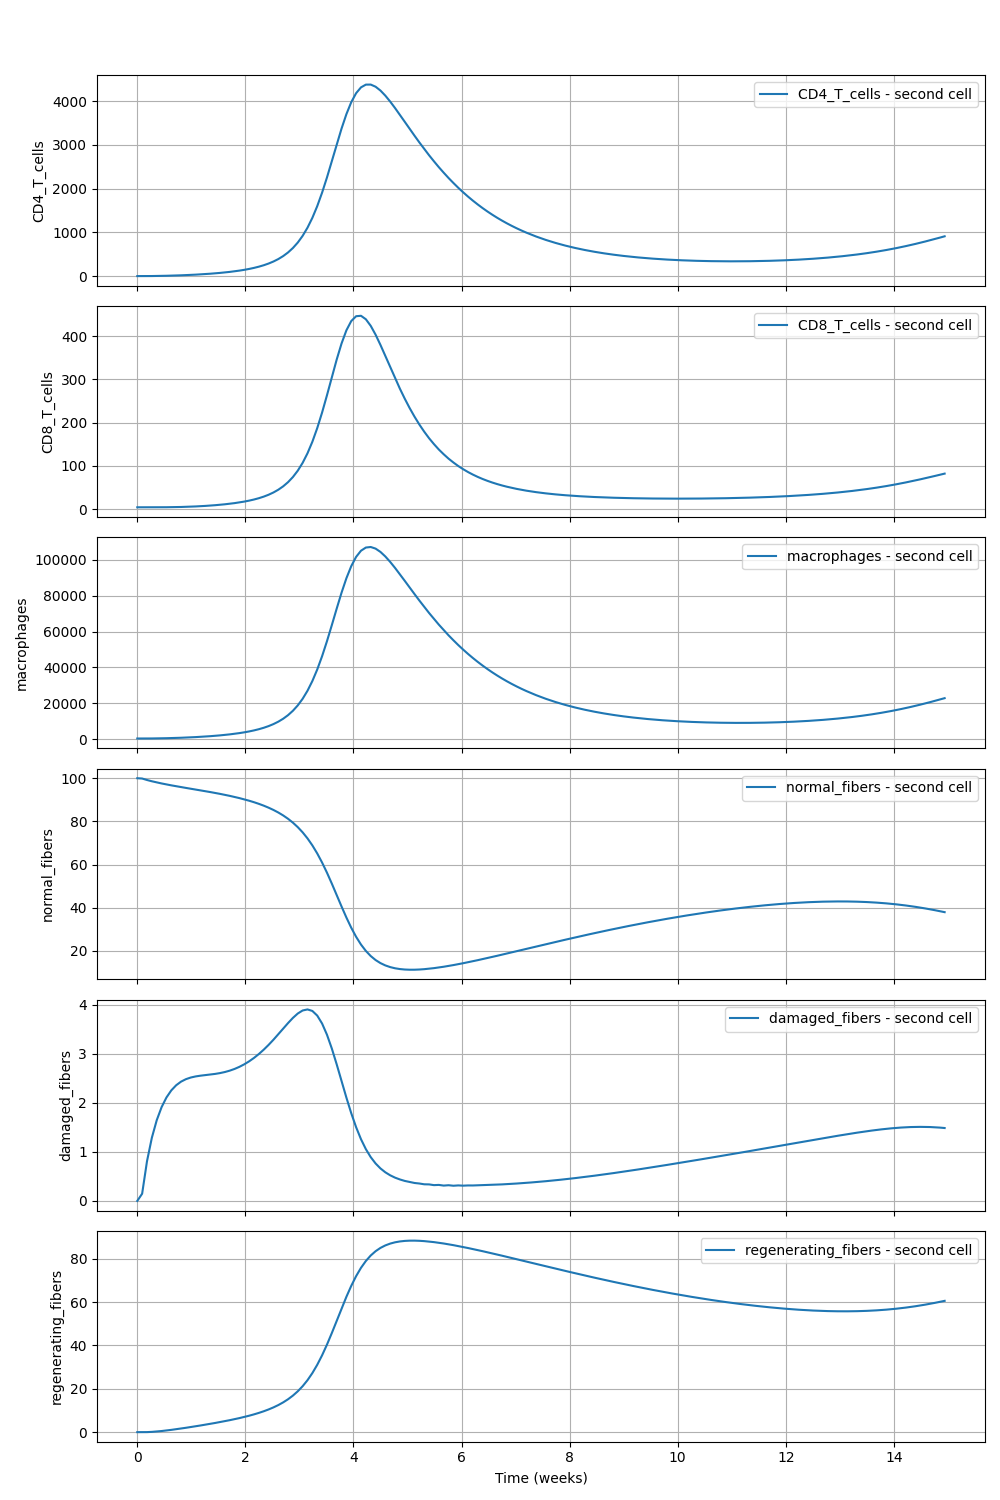 CD4_T_cells - second cell
CD4_T_cells
4000
3000
2000
1000
0
CD8_T_cells - second cell
CD8_T_cells
400
300
200
100
0
macrophages - second cell
macrophages
100000
80000
60000
40000
20000
0
normal_fibers - second cell
normal_fibers
100
80
60
40
20
damaged_fibers - second cell
damaged_fibers
4
3
2
1
0
regenerating_fibers - second cell
regenerating_fibers
80
60
40
20
0
0 2 4 6 8 10 12 14
Time (weeks)